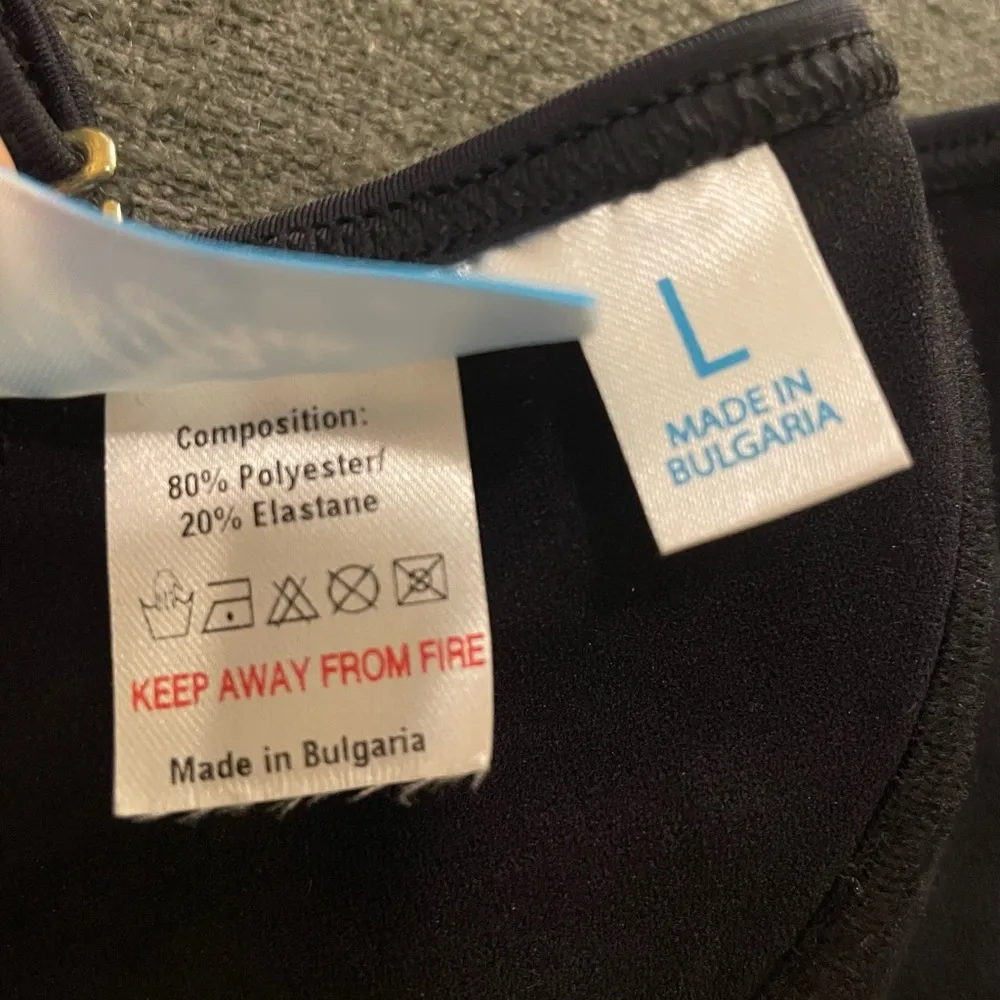 L
MADE IN
BULGARIA
Composition:
80% Polyester/
20% Elastane
KEEP AWAY FROM FIRE
Made in Bulgaria